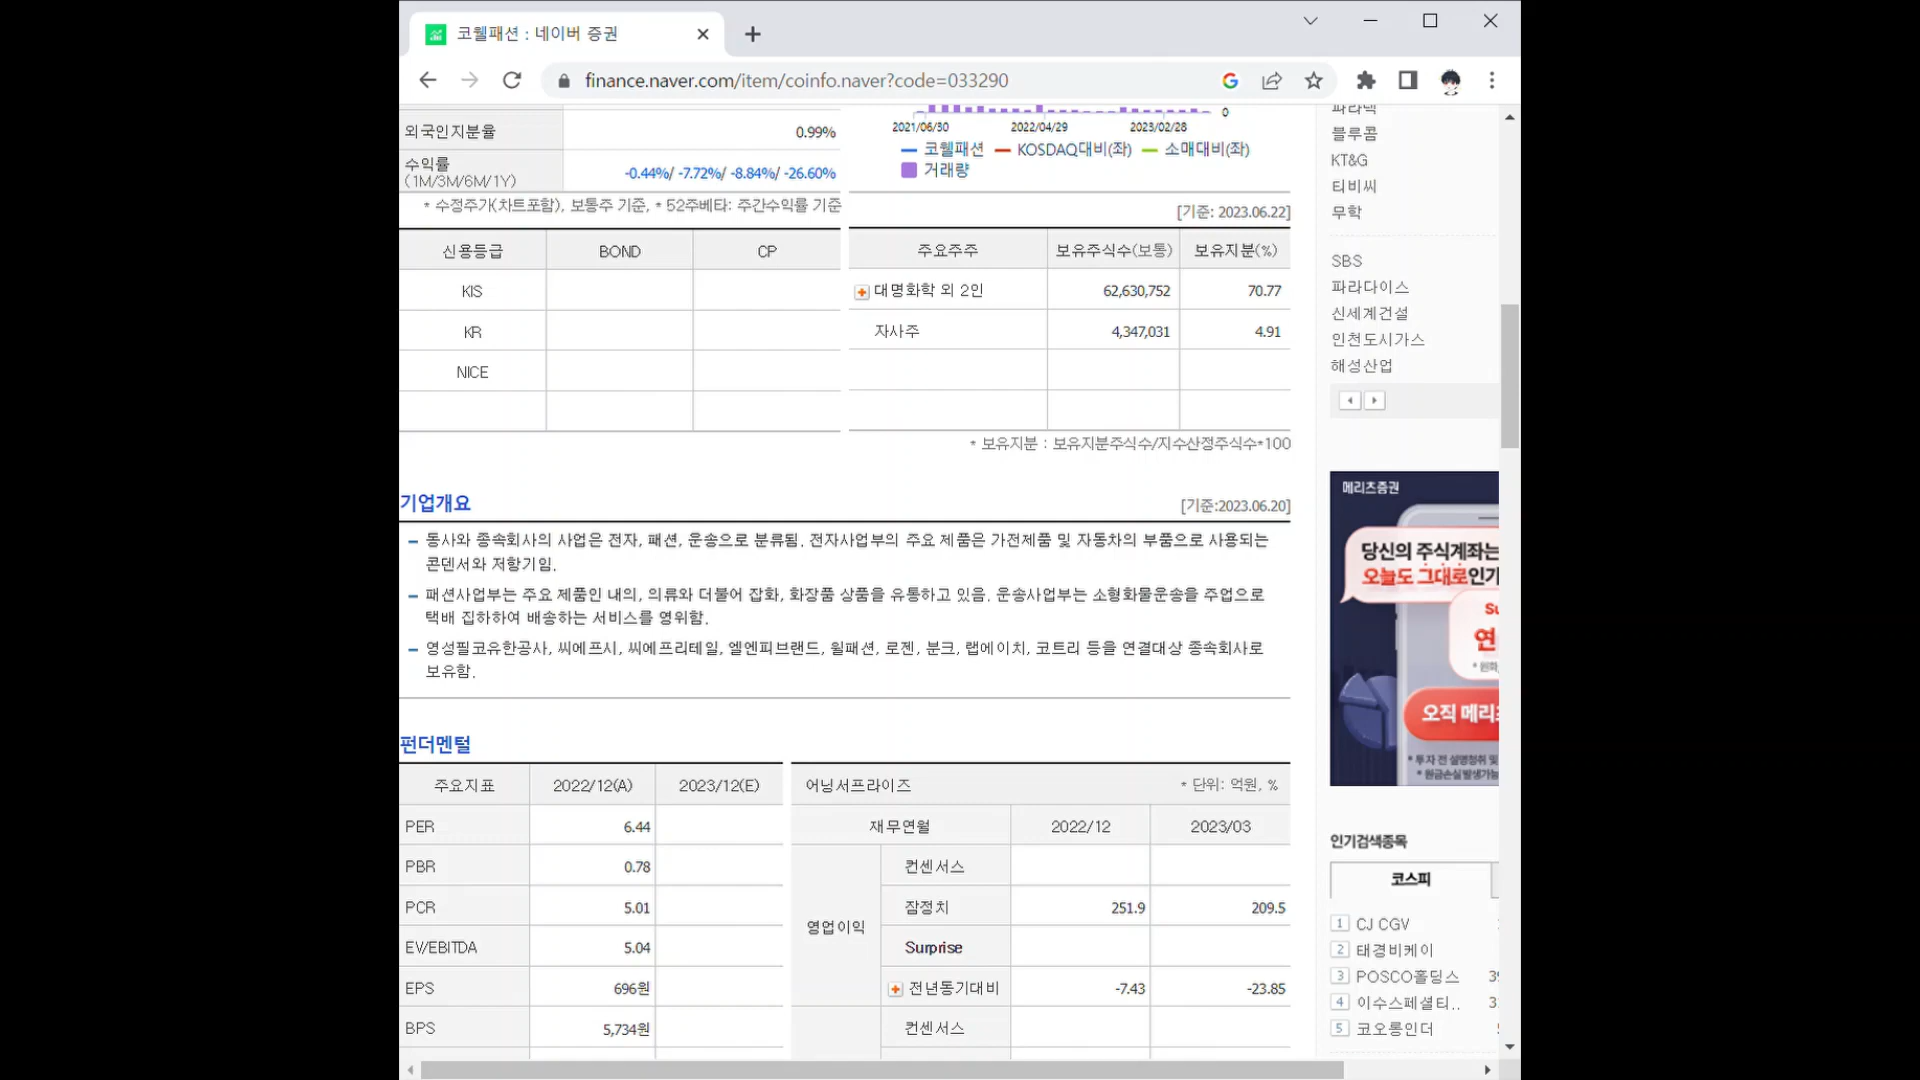 코웰패션 : 네이버 증권
finance.naver.com/item/coinfo.naver?code=033290
외국인지분율 0.99%
수익률
(1M/3M/6M/1Y) -0.44%/ -7.72%/ -8.84%/ -26.60%
* 수정주가(차트포함), 보통주 기준, * 52주베타: 주간수익률 기준
0
2021/06/30 2022/04/29 2023/02/28
코웰패션 KOSDAQ대비(좌) 소매대비(좌)
거래량
[기준: 2023.06.22]
신용등급 BOND CP
KIS
KR
NICE
주요주주 보유주식수(보통) 보유지분(%)
대명화학 외 2인 62,630,752 70.77
자사주 4,347,031 4.91
* 보유지분 : 보유지분주식수/지수산정주식수*100
기업개요 [기준:2023.06.20]
동사와 종속회사의 사업은 전자, 패션, 운송으로 분류됨. 전자사업부의 주요 제품은 가전제품 및 자동차의 부품으로 사용되는
콘덴서와 저항기임.
패션사업부는 주요 제품인 내의, 의류와 더불어 잡화, 화장품 상품을 유통하고 있음. 운송사업부는 소형화물운송을 주업으로
택배 집하하여 배송하는 서비스를 영위함.
영성필코유한공사, 씨에프시, 씨에프리테일, 엘엔피브랜드, 월패션, 로젠, 분크, 랩에이치, 코트리 등을 연결대상 종속회사로
보유함.
펀더멘털
주요지표 2022/12(A) 2023/12(E)
PER 6.44
PBR 0.78
PCR 5.01
EV/EBITDA 5.04
EPS 696원
BPS 5,734원
어닝서프라이즈 * 단위: 억원, %
재무연월 2022/12 2023/03
영업이익
컨센서스
잠정치 251.9 209.5
Surprise
전년동기대비 -7.43 -23.85
컨센서스
파라텍
블루콤
KT&G
티비씨
무학
SBS
파라다이스
신세계건설
인천도시가스
해성산업
메리츠증권
당신의 주식계좌는
오늘도 그대로인가
Su
연
* 원화
오직 메리츠
* 투자 전 설명청취 및
* 원금손실 발생가능
인기검색종목
코스피
1 CJ CGV
2 태경비케이
3 POSCO홀딩스 39
4 이수스페셜티.. 3
5 코오롱인더